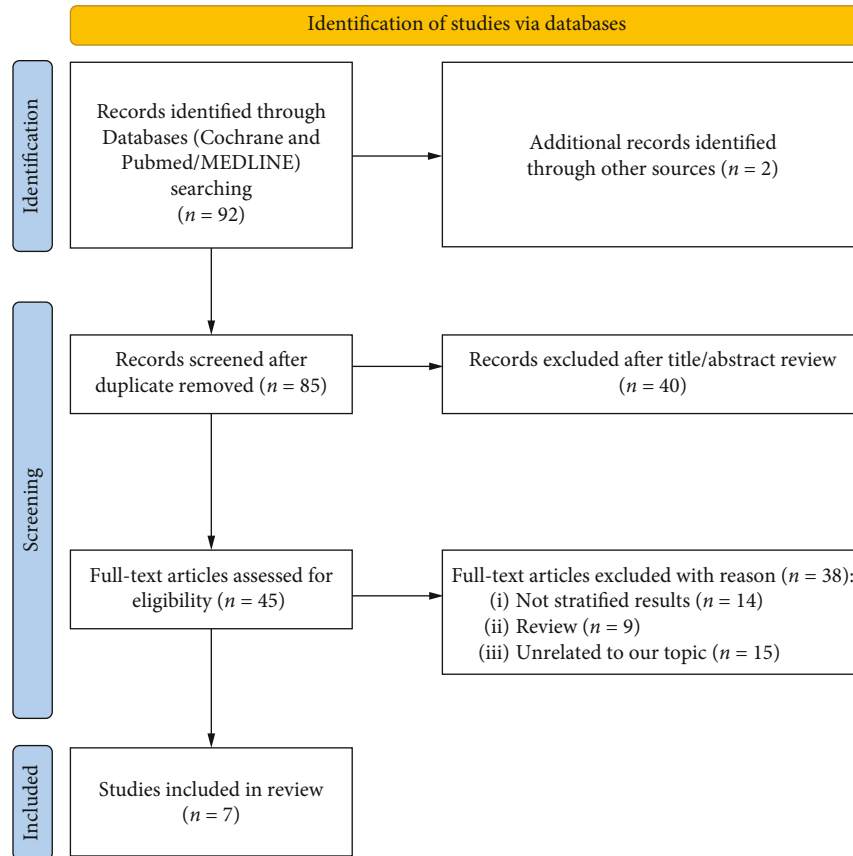 Identification of studies via databases
Identification
Records identified through
Databases (Cochrane and
Pubmed/MEDLINE)
searching
(n = 92)
Additional records identified
through other sources (n = 2)
Screening
Records screened after
duplicate removed (n = 85)
Records excluded after title/abstract review
(n = 40)
Full-text articles assessed for
eligibility (n = 45)
Full-text articles excluded with reason (n = 38):
(i) Not stratified results (n = 14)
(ii) Review (n = 9)
(iii) Unrelated to our topic (n = 15)
Included
Studies included in review
(n = 7)